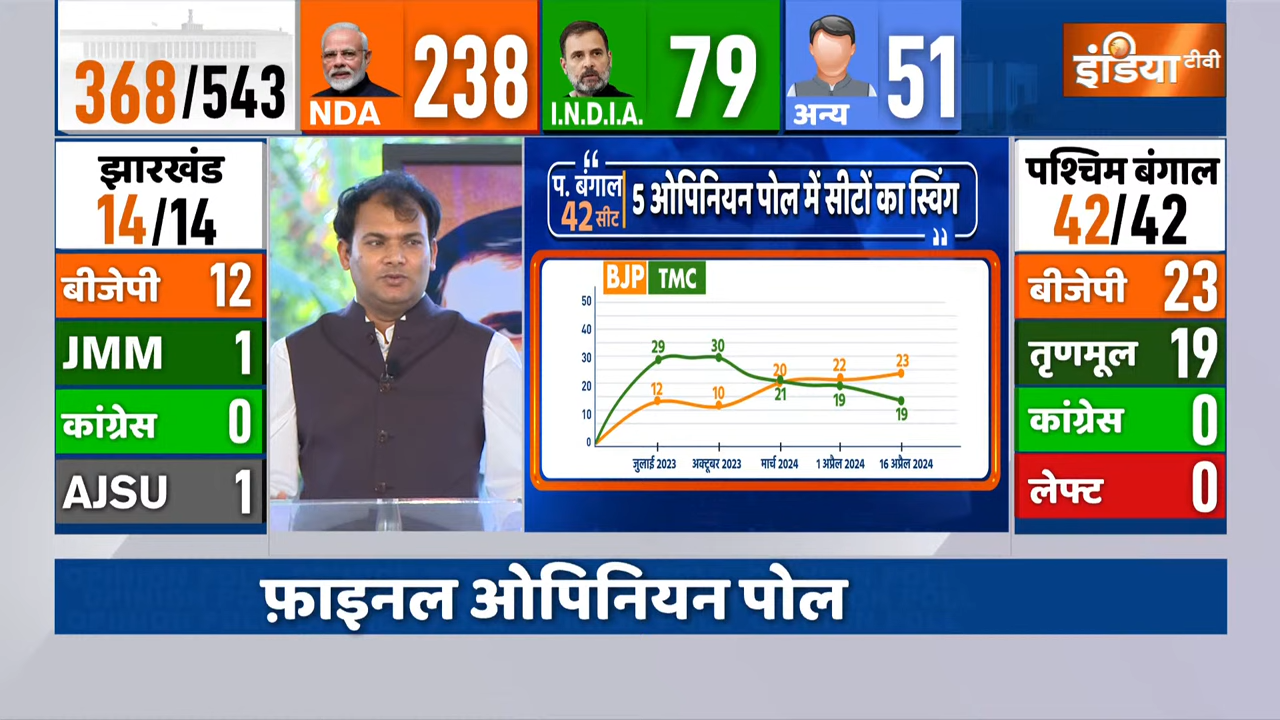 368/543
NDA
238
I.N.D.I.A.
79
अन्य
51
इंडिया टीवी
झारखंड
14/14
बीजेपी 12
JMM 1
कांग्रेस 0
AJSU 1
“
प. बंगाल
42 सीट
5 ओपिनियन पोल में सीटों का स्विंग
”
BJP TMC
50
40
30
20
10
0
29 30 20 22 23
12 10 21 19 19
जुलाई 2023 अक्टूबर 2023 मार्च 2024 1 अप्रैल 2024 16 अप्रैल 2024
पश्चिम बंगाल
42/42
बीजेपी 23
तृणमूल 19
कांग्रेस 0
लेफ्ट 0
फ़ाइनल ओपिनियन पोल